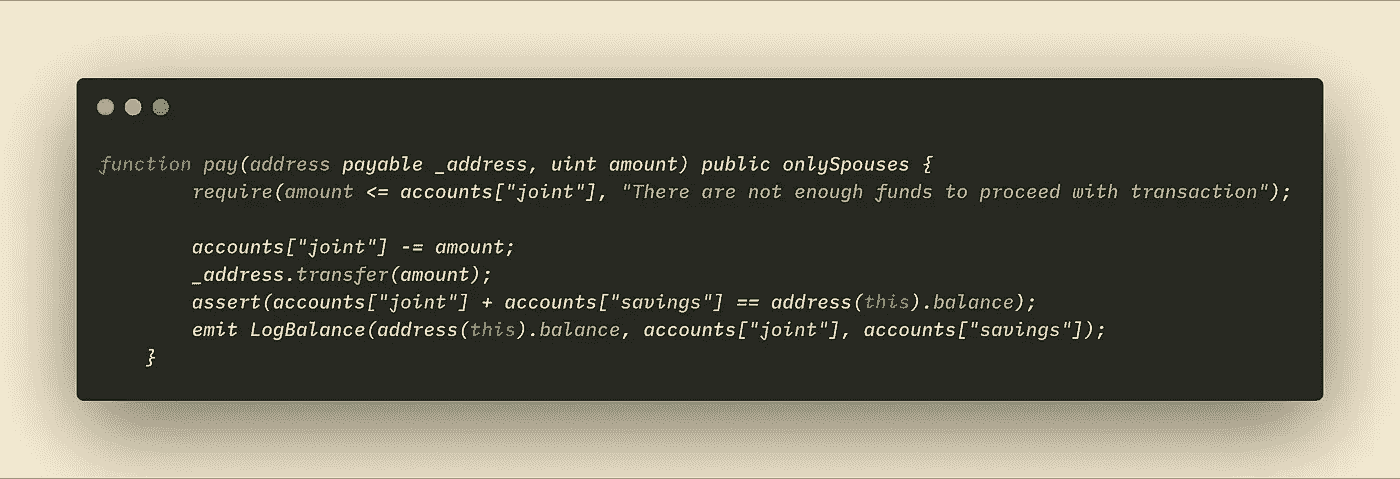 function pay(address payable _address, uint amount) public onlySpouses {
require(amount <= accounts["joint"], "There are not enough funds to proceed with transaction");
accounts["joint"] -= amount;
_address.transfer(amount);
assert(accounts["joint"] + accounts["savings"] == address(this).balance);
emit LogBalance(address(this).balance, accounts["joint"], accounts["savings"]);
}